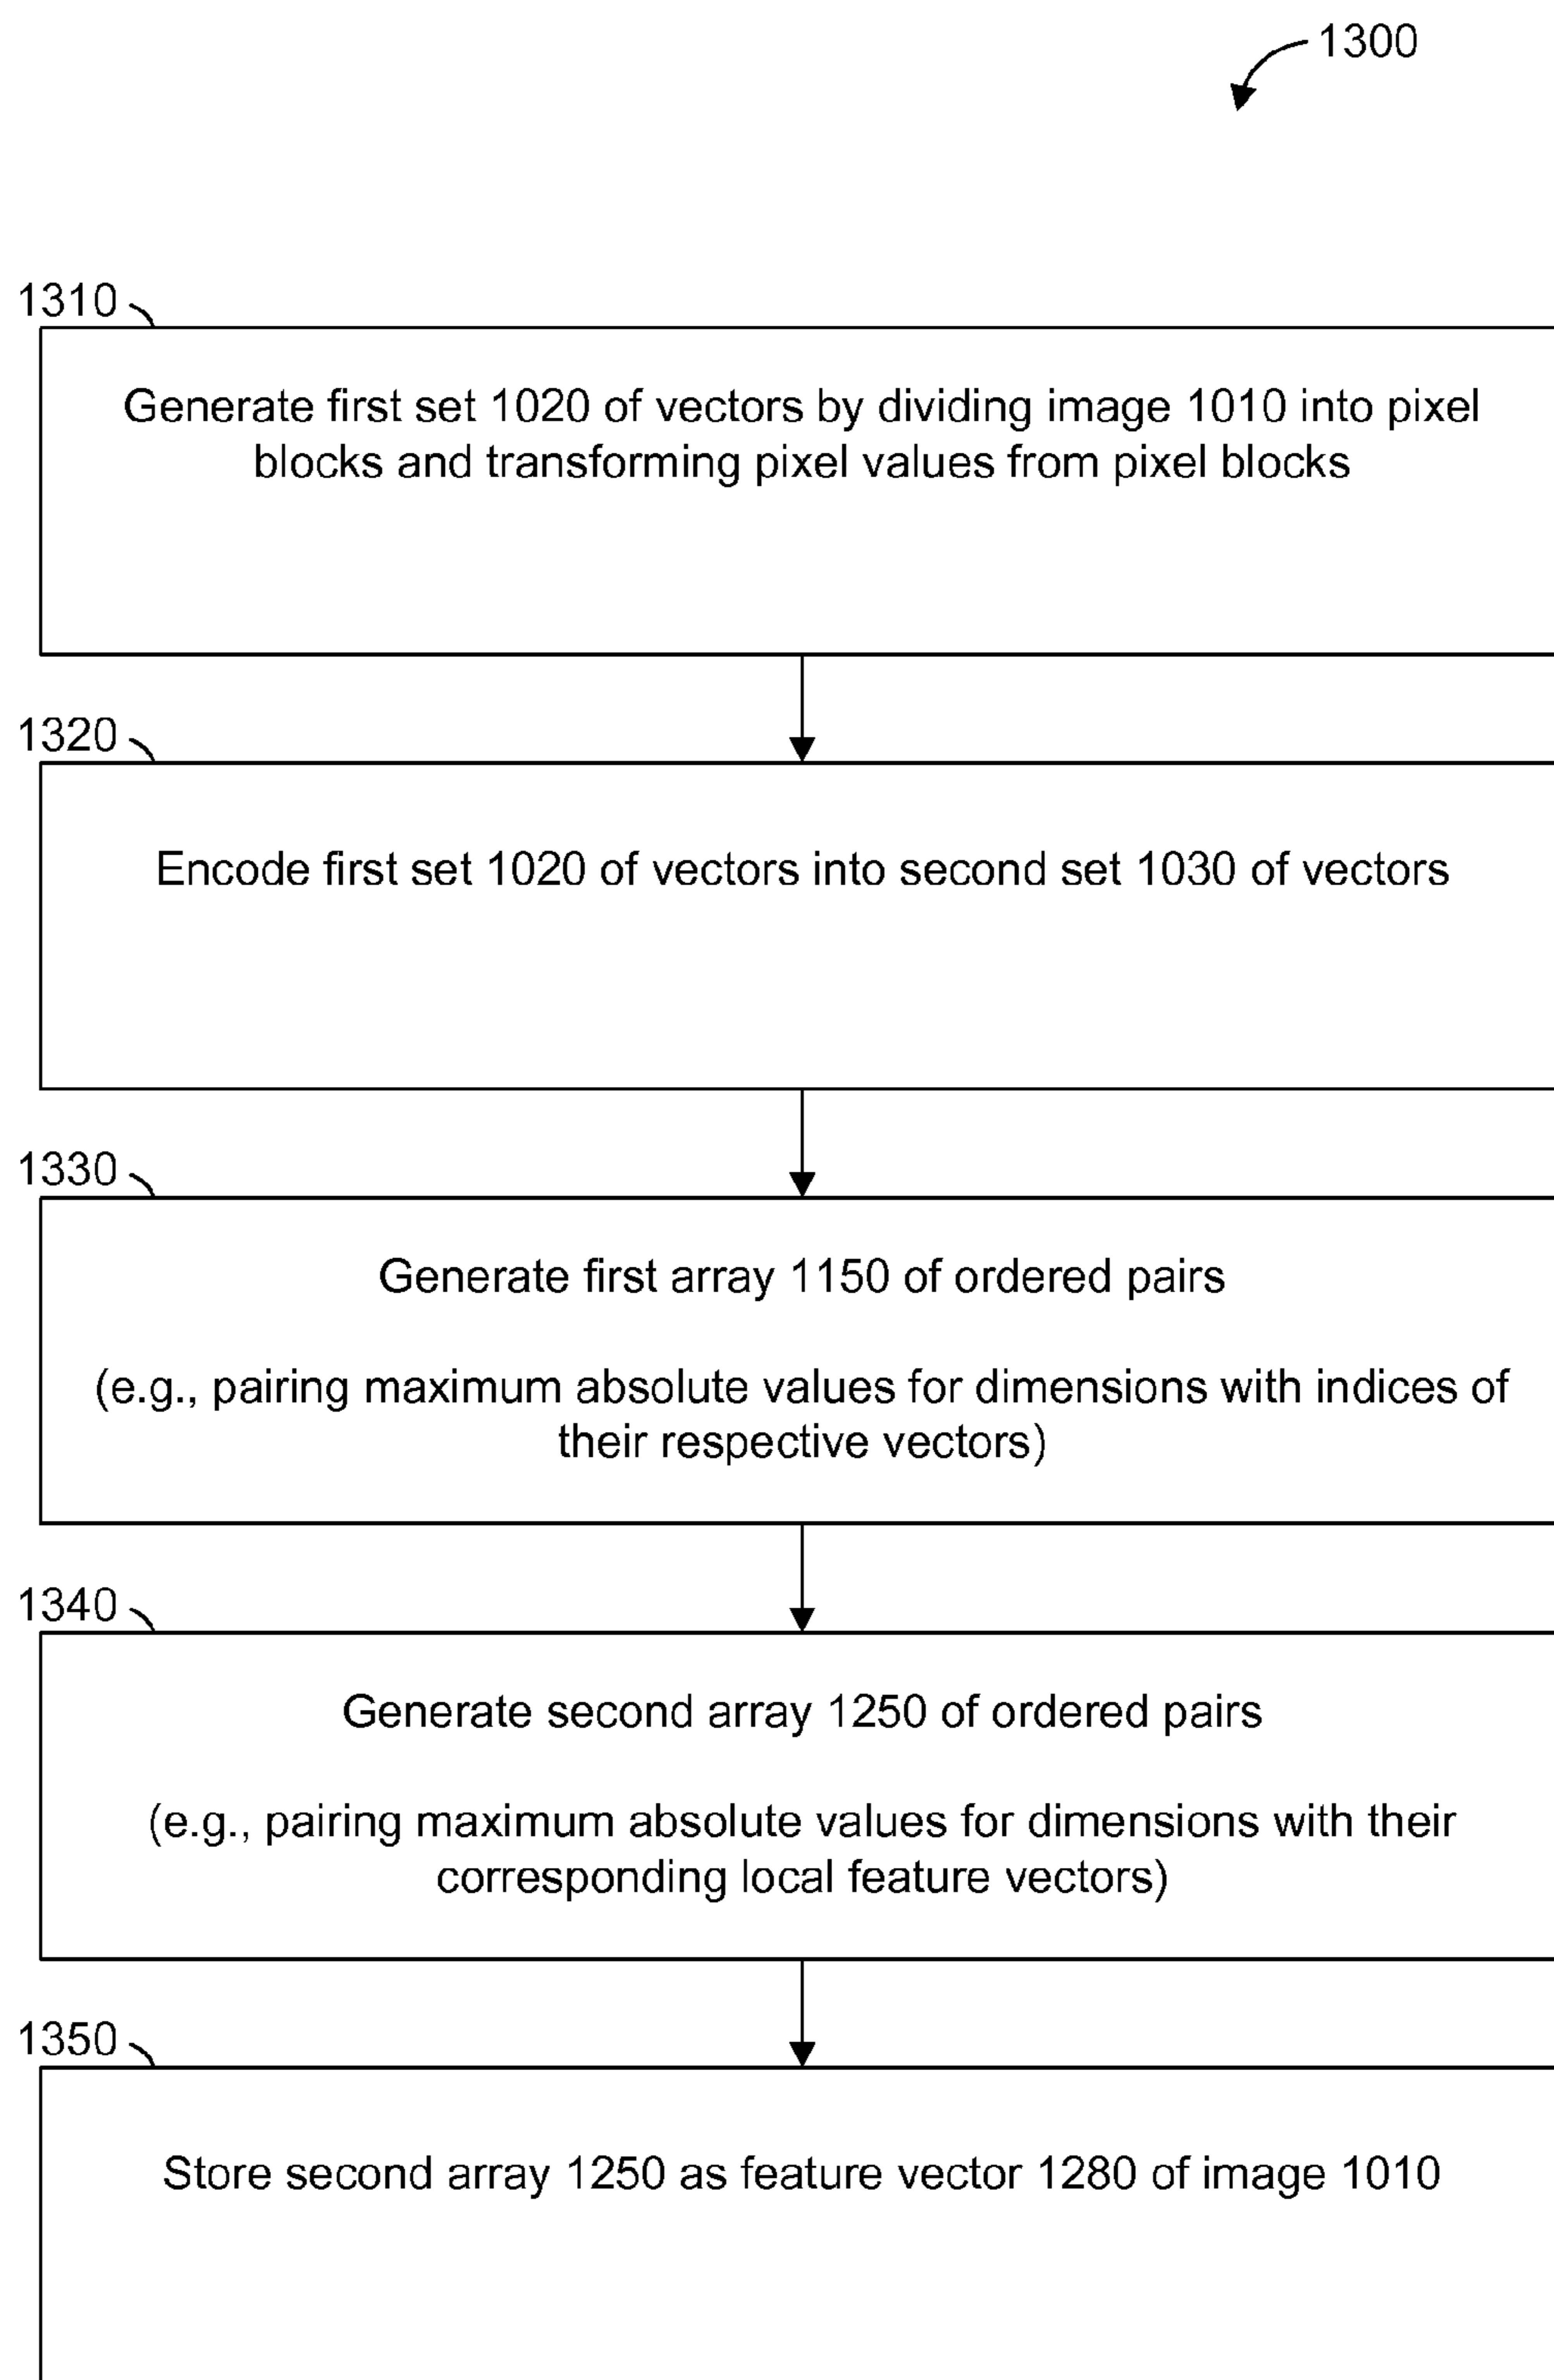 1300
1310
Generate first set 1020 of vectors by dividing image 1010 into pixel
blocks and transforming pixel values from pixel blocks
1320
Encode first set 1020 of vectors into second set 1030 of vectors
1330
Generate first array 1150 of ordered pairs
(e.g., pairing maximum absolute values for dimensions with indices of
their respective vectors)
1340
Generate second array 1250 of ordered pairs
(e.g., pairing maximum absolute values for dimensions with their
corresponding local feature vectors)
1350
Store second array 1250 as feature vector 1280 of image 1010